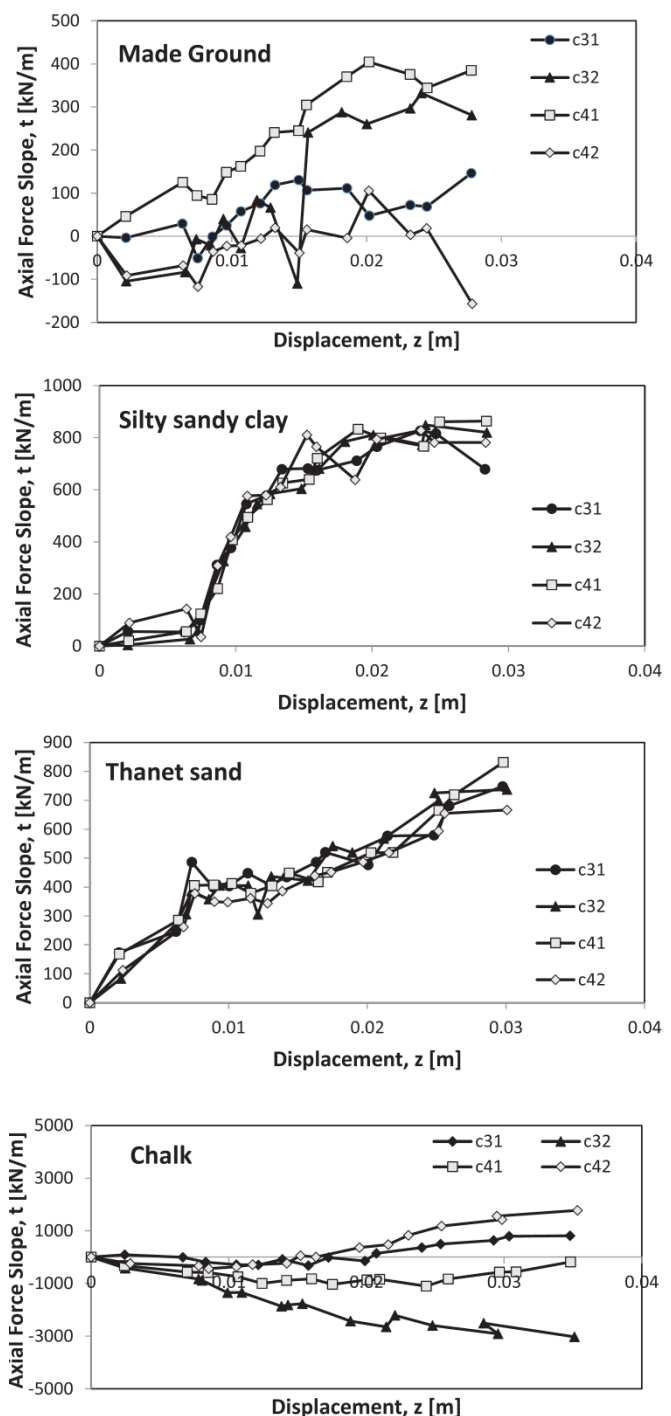 Made Ground
Axial Force Slope, t [kN/m]
500
400
300
200
100
0
-100
-200
0 0.01 0.02 0.03 0.04
Displacement, z [m]
c31
c32
c41
c42
Silty sandy clay
Axial Force Slope, t [kN/m]
1000
800
600
400
200
0
0 0.01 0.02 0.03 0.04
Displacement, z [m]
c31
c32
c41
c42
Thanet sand
Axial Force Slope, t [kN/m]
900
800
700
600
500
400
300
200
100
0
0 0.01 0.02 0.03 0.04
Displacement, z [m]
c31
c32
c41
c42
Chalk
Axial Force Slope, t [kN/m]
5000
3000
1000
-1000
-3000
-5000
0 0.01 0.02 0.03 0.04
Displacement, z [m]
c31 c32
c41 c42